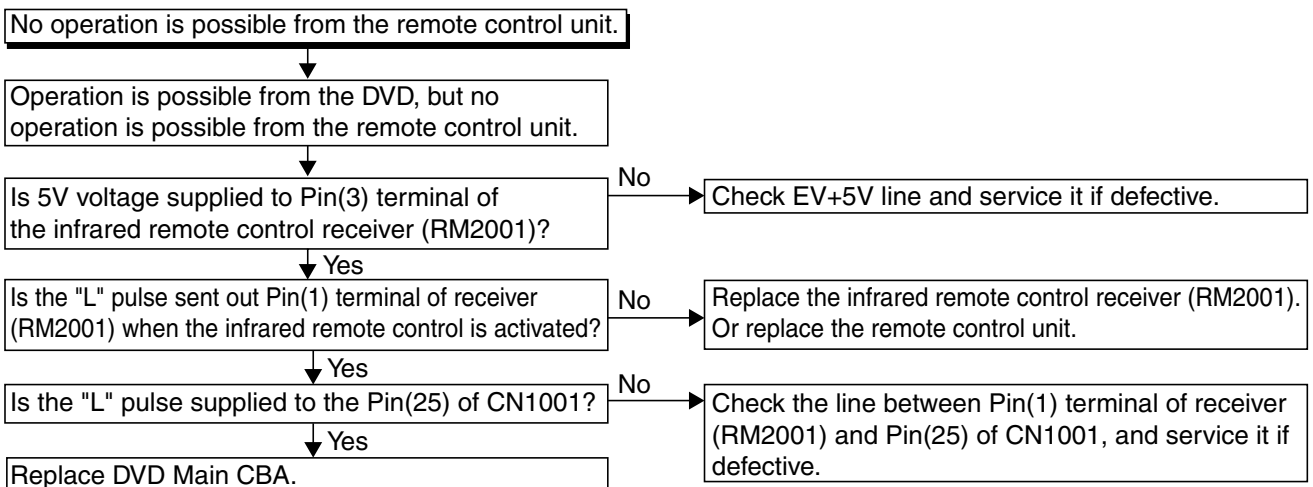 No operation is possible from the remote control unit.
Operation is possible from the DVD, but no
operation is possible from the remote control unit.
Is 5V voltage supplied to Pin(3) terminal of
the infrared remote control receiver (RM2001)?
No
Check EV+5V line and service it if defective.
Yes
Is the "L" pulse sent out Pin(1) terminal of receiver
(RM2001) when the infrared remote control is activated?
No
Replace the infrared remote control receiver (RM2001).
Or replace the remote control unit.
Yes
Is the "L" pulse supplied to the Pin(25) of CN1001?
No
Check the line between Pin(1) terminal of receiver
(RM2001) and Pin(25) of CN1001, and service it if
defective.
Yes
Replace DVD Main CBA.